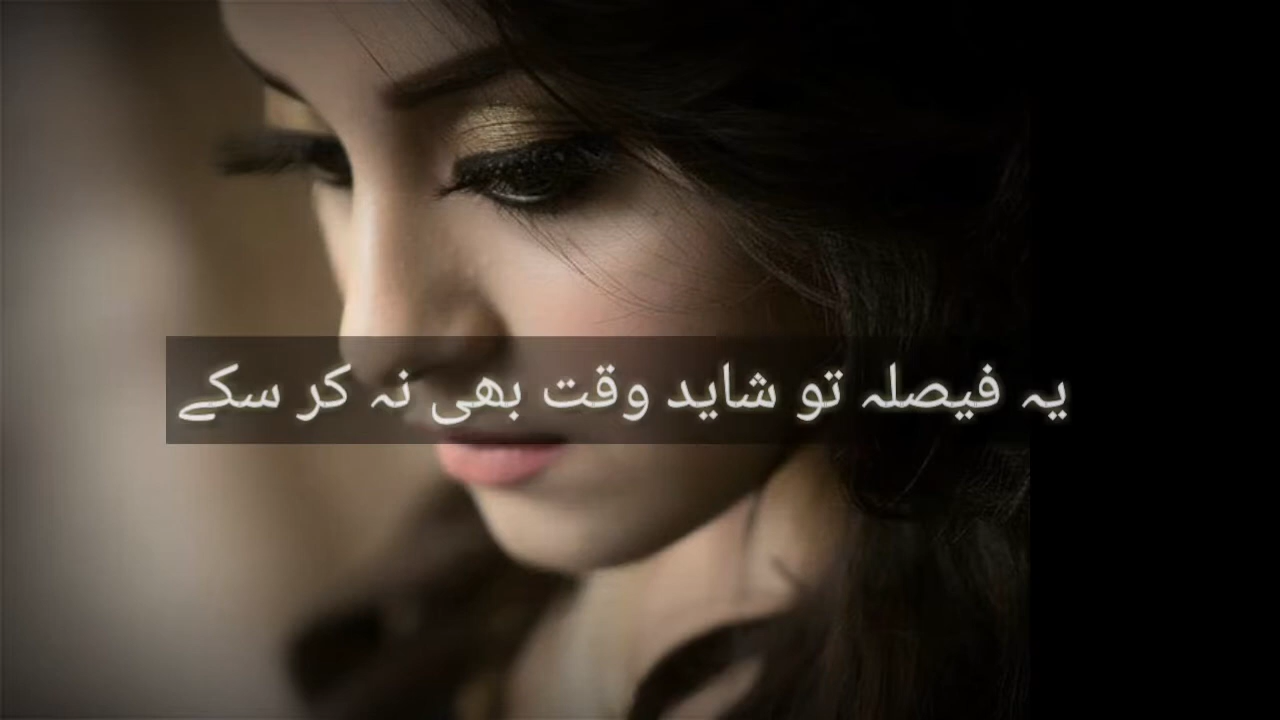 یہ فیصلہ تو شاید وقت بھی نہ کر سکے